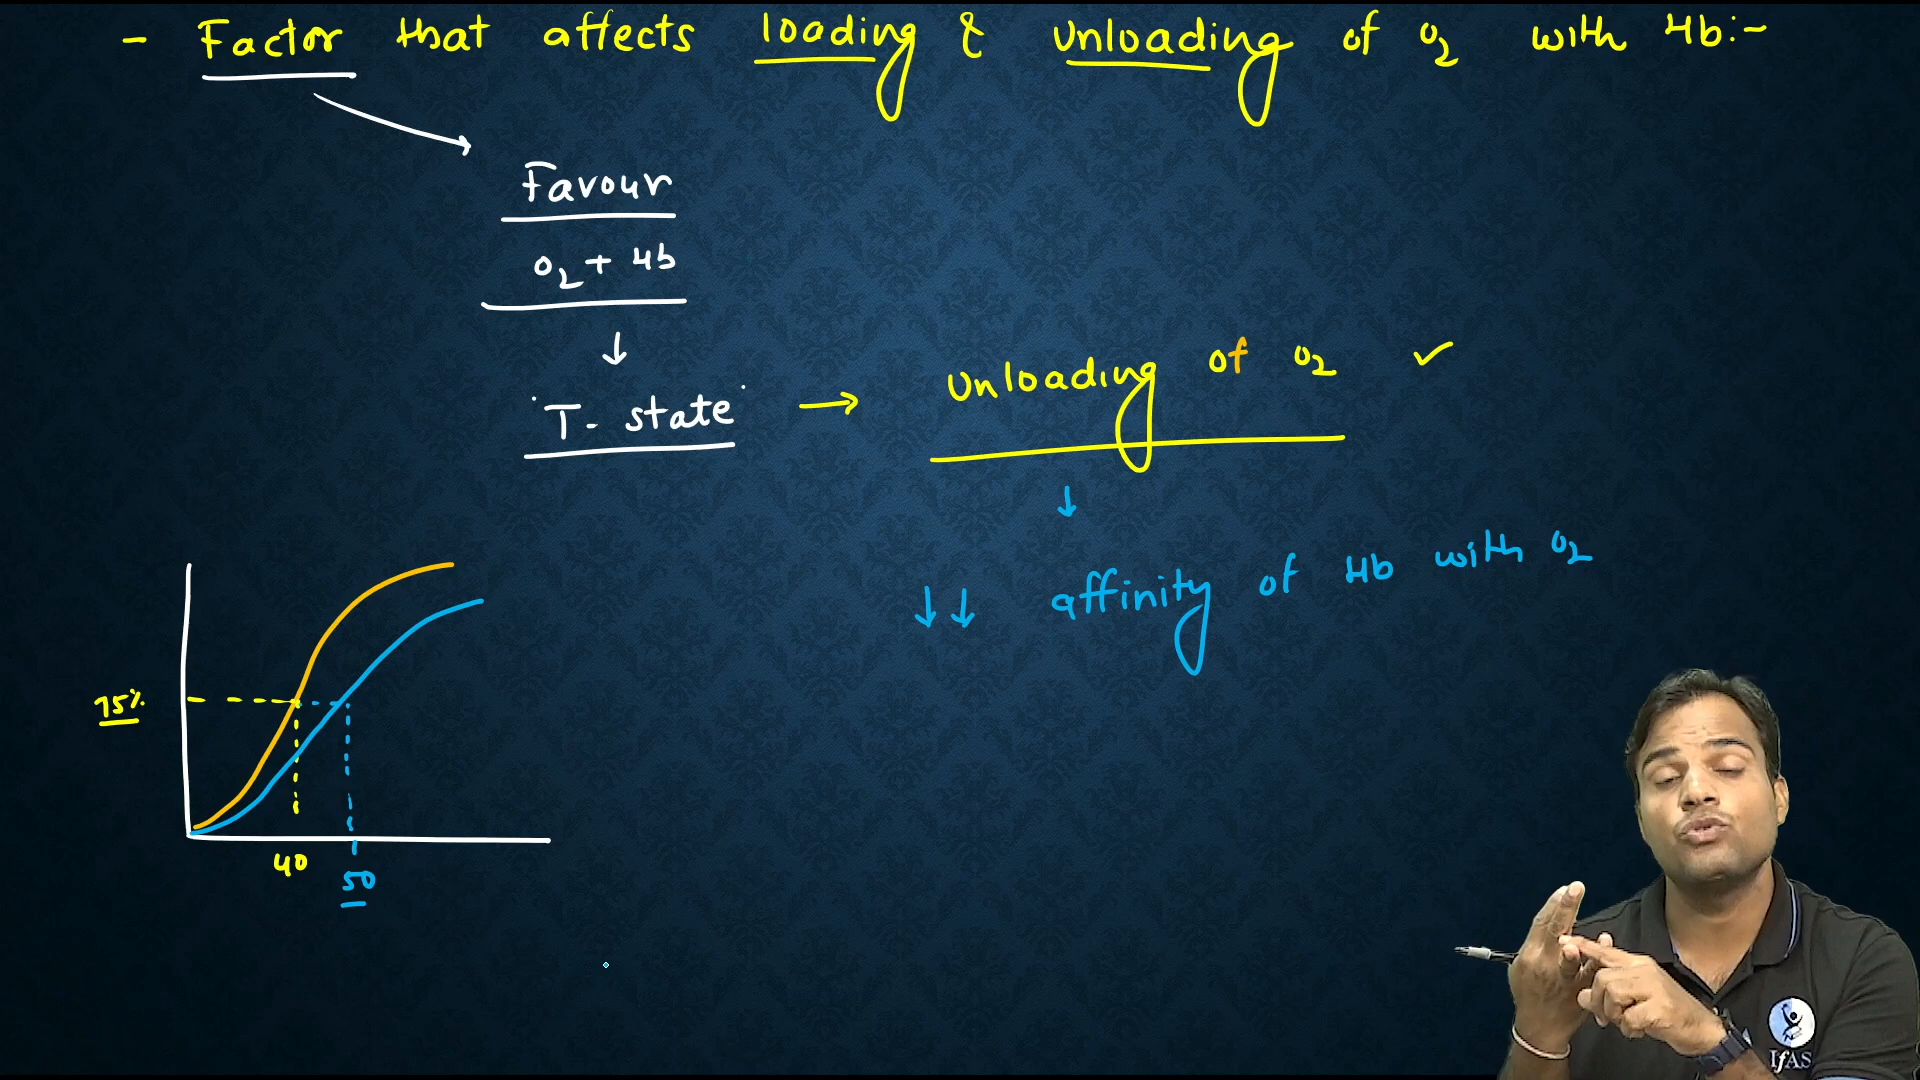 - Factor that affects loading & unloading of O2 with Hb:-
Favour
O2 + Hb
↓
"T- state" → unloading of O2 ✓
↓
↓↓ affinity of Hb with O2
75%
40
50
IfAS